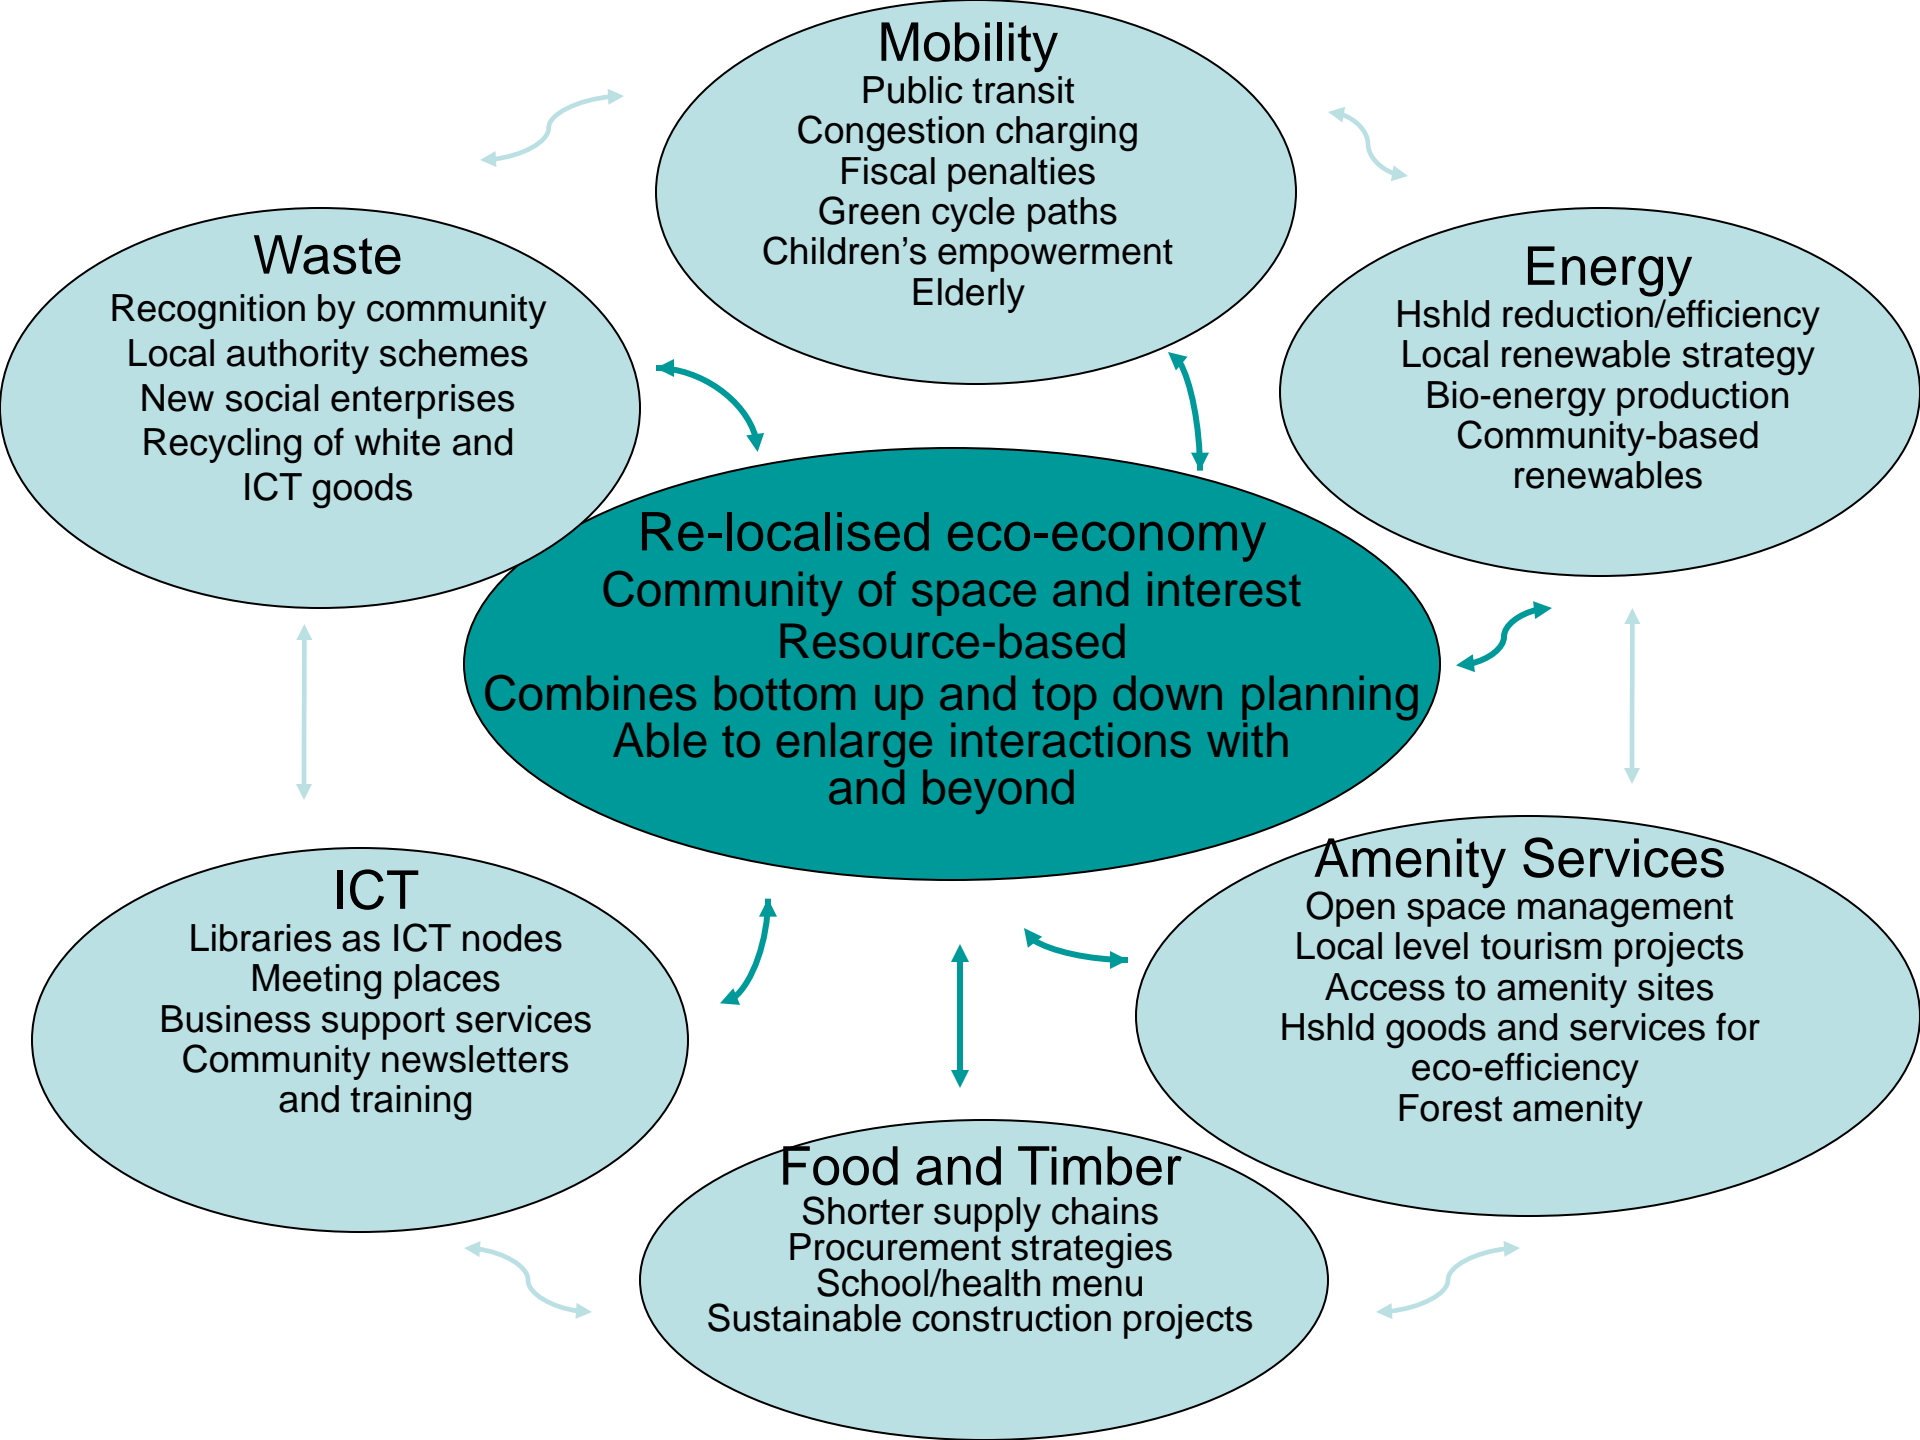 Mobility
Public transit
Congestion charging
Fiscal penalties
Green cycle paths
Children’s empowerment
Elderly
Waste
Recognition by community
Local authority schemes
New social enterprises
Recycling of white and
ICT goods
Energy
Hshld reduction/efficiency
Local renewable strategy
Bio-energy production
Community-based
renewables
Re-localised eco-economy
Community of space and interest
Resource-based
Combines bottom up and top down planning
Able to enlarge interactions with
and beyond
ICT
Libraries as ICT nodes
Meeting places
Business support services
Community newsletters
and training
Amenity Services
Open space management
Local level tourism projects
Access to amenity sites
Hshld goods and services for
eco-efficiency
Forest amenity
Food and Timber
Shorter supply chains
Procurement strategies
School/health menu
Sustainable construction projects